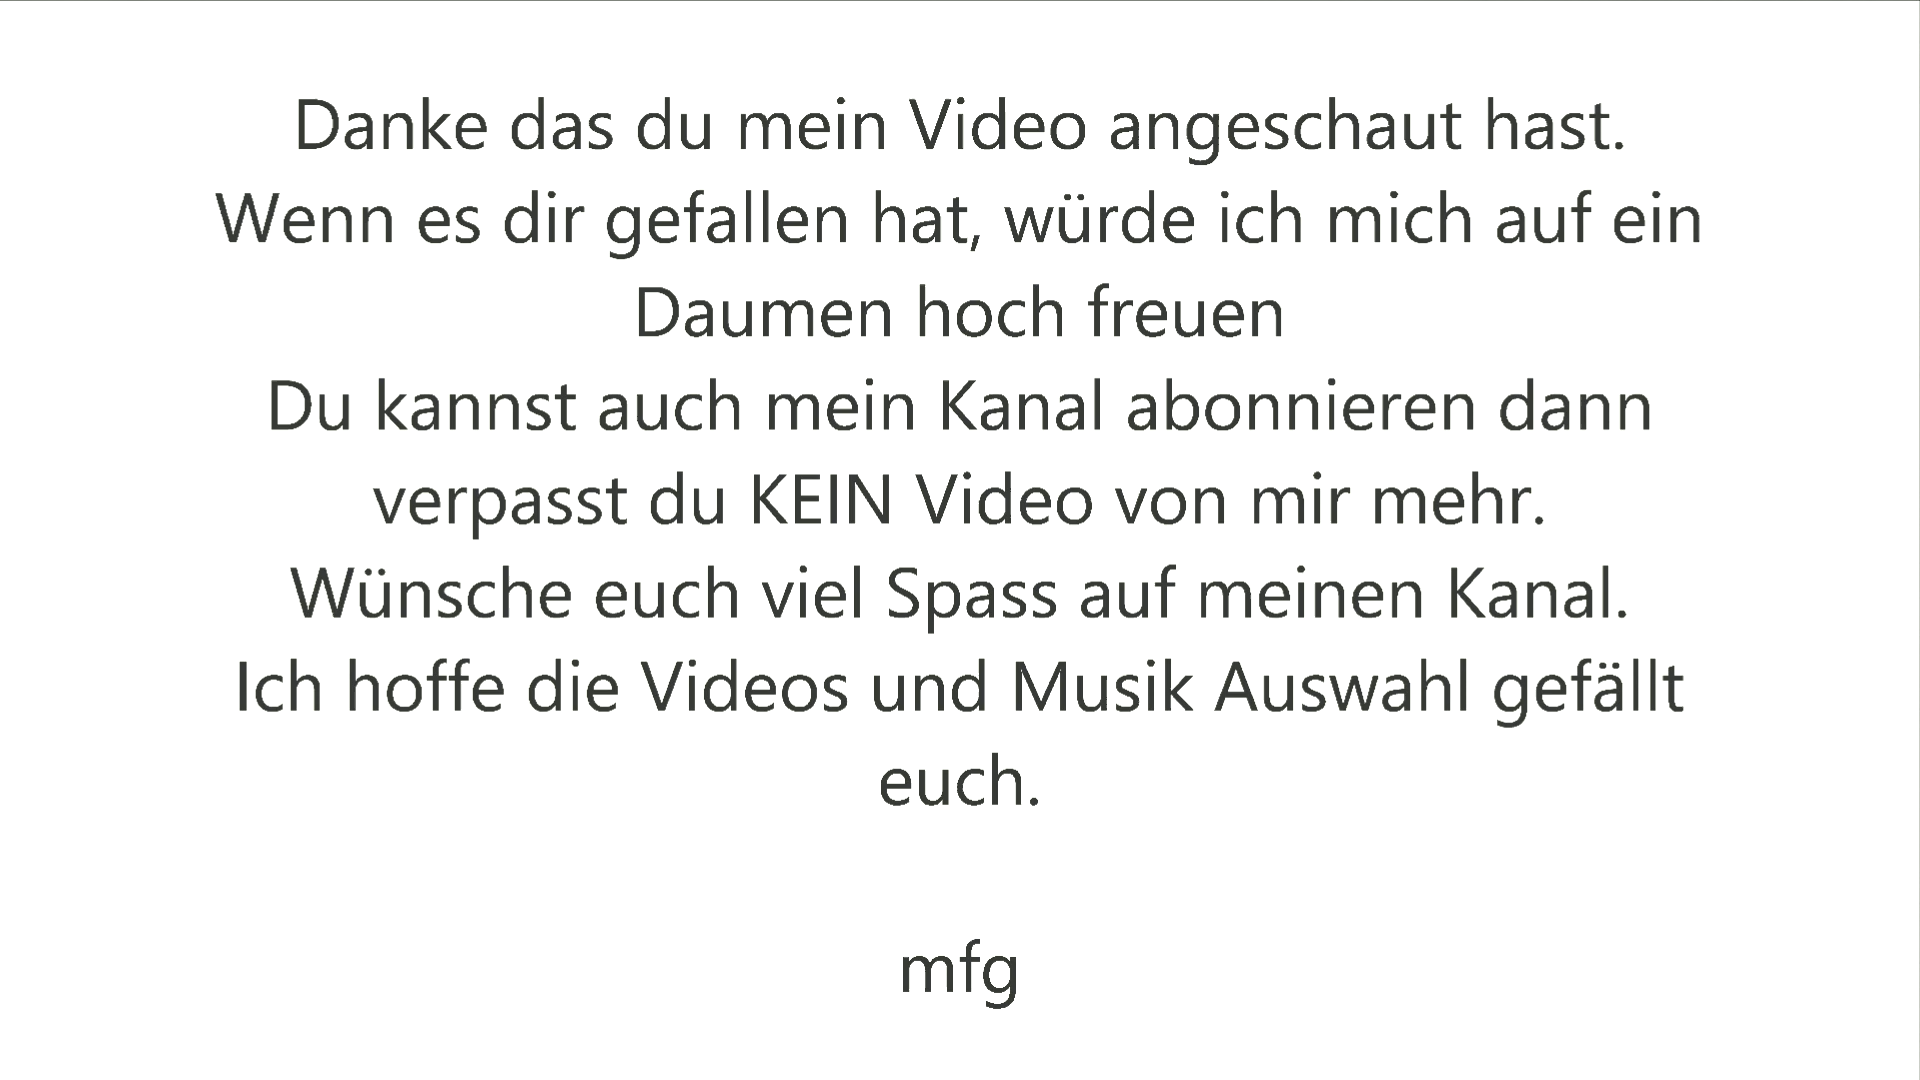 Danke das du mein Video angeschaut hast.
Wenn es dir gefallen hat, würde ich mich auf ein
Daumen hoch freuen
Du kannst auch mein Kanal abonnieren dann
verpasst du KEIN Video von mir mehr.
Wünsche euch viel Spass auf meinen Kanal.
Ich hoffe die Videos und Musik Auswahl gefällt
euch.
mfg